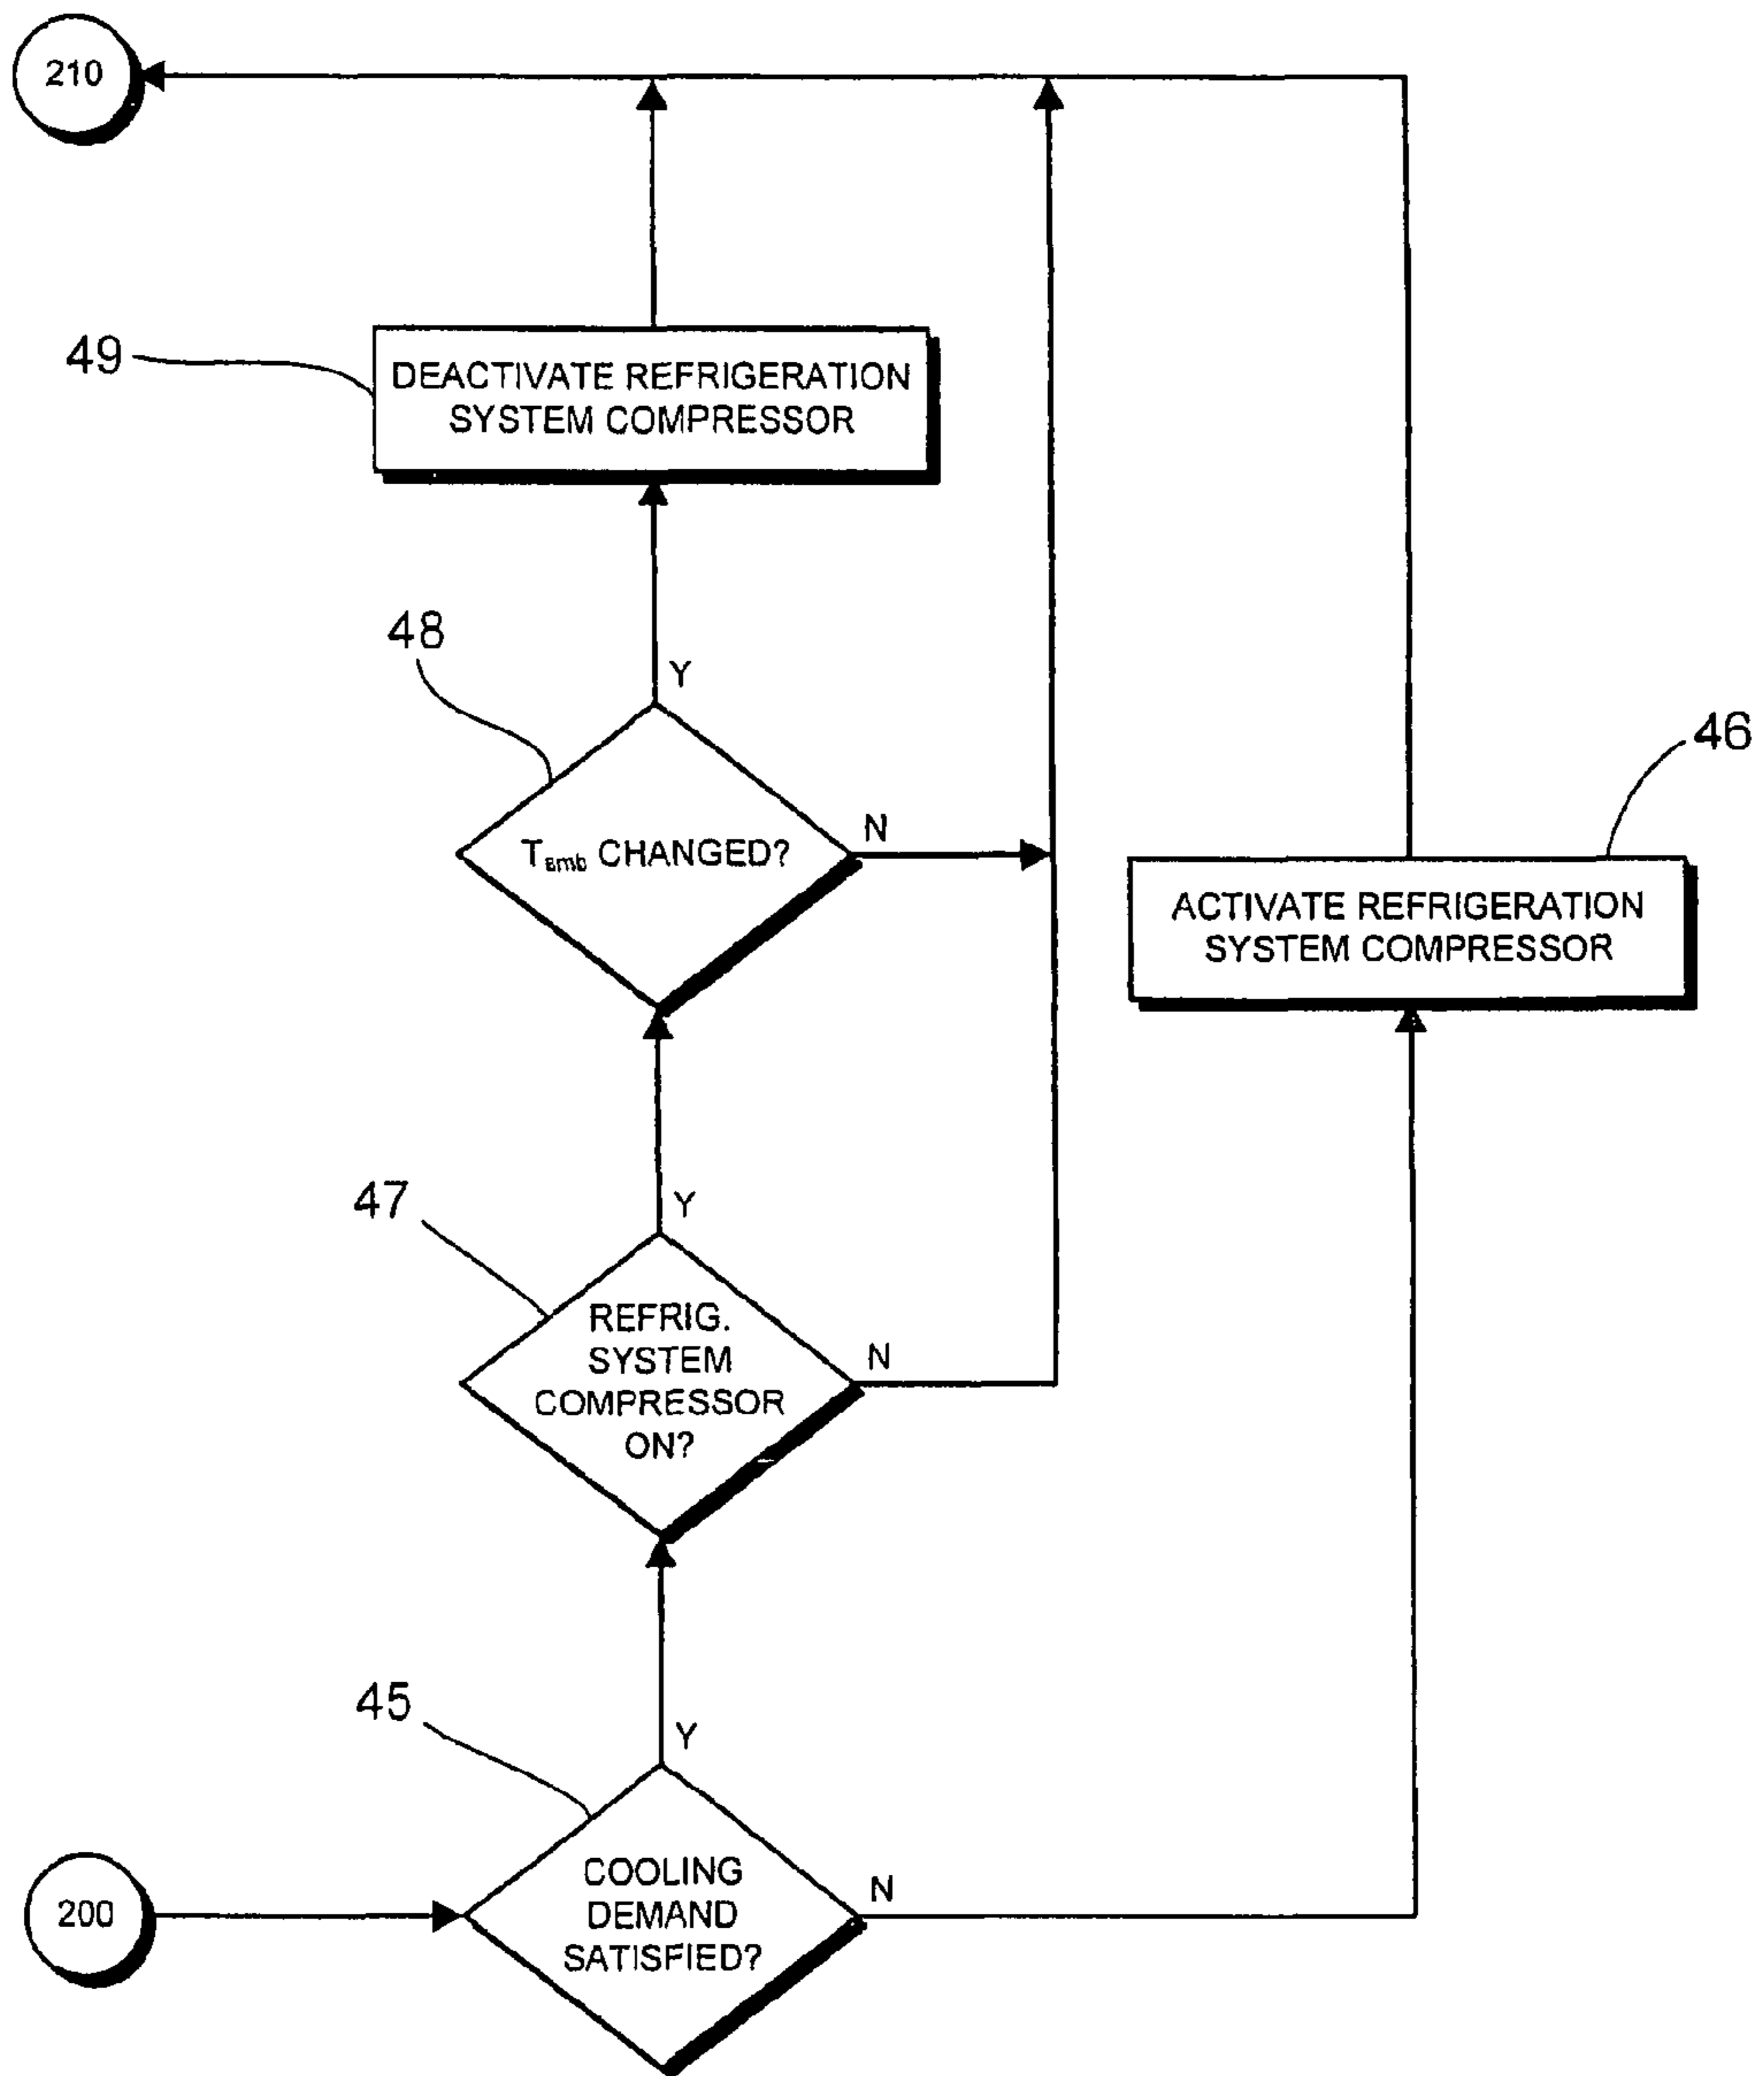 210
49
DEACTIVATE REFRIGERATION
SYSTEM COMPRESSOR
48
Y
46
N
Tamb CHANGED?
ACTIVATE REFRIGERATION
SYSTEM COMPRESSOR
47
Y
REFRIG.
SYSTEM
COMPRESSOR
ON?
N
45
Y
COOLING
DEMAND
SATISFIED?
N
200